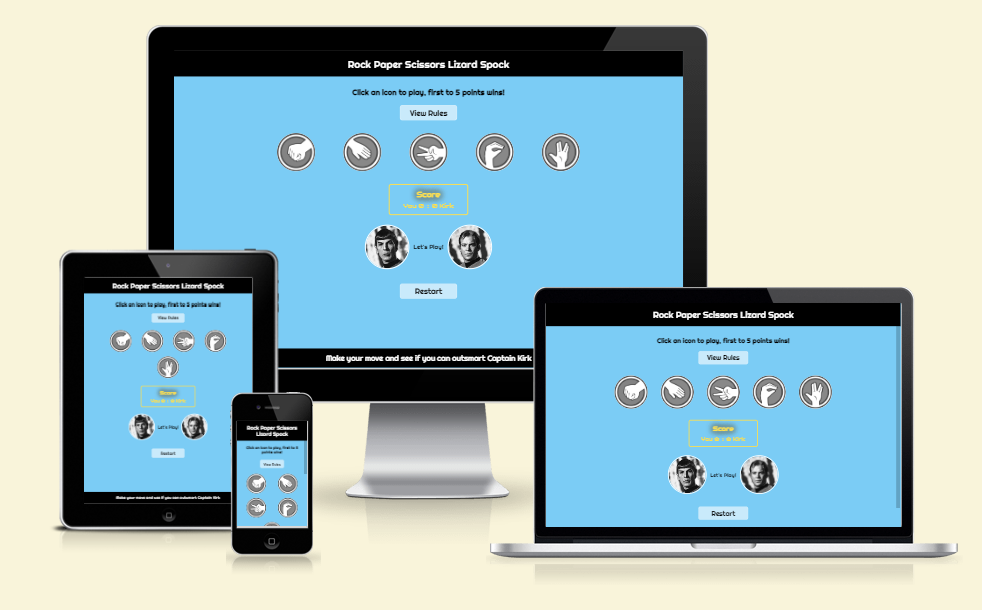 Rock Paper Scissors Lizard Spock
Click an icon to play, first to 5 points wins!
View Rules
Score
You 0 : 0 Kirk
Let's Play!
Restart
Make your move and see if you can outsmart Captain Kirk
Rock Paper Scissors Lizard Spock
Click an icon to play, first to 5 points wins!
View Rules
Score
You 0 : 0 Kirk
Let's Play!
Restart
Make your move and see if you can outsmart Captain Kirk
Rock Paper Scissors
Lizard Spock
Click an icon to play, first to 5
points wins!
View Rules
Rock Paper Scissors Lizard Spock
Click an icon to play, first to 5 points wins!
View Rules
Score
You 0 : 0 Kirk
Let's Play!
Restart